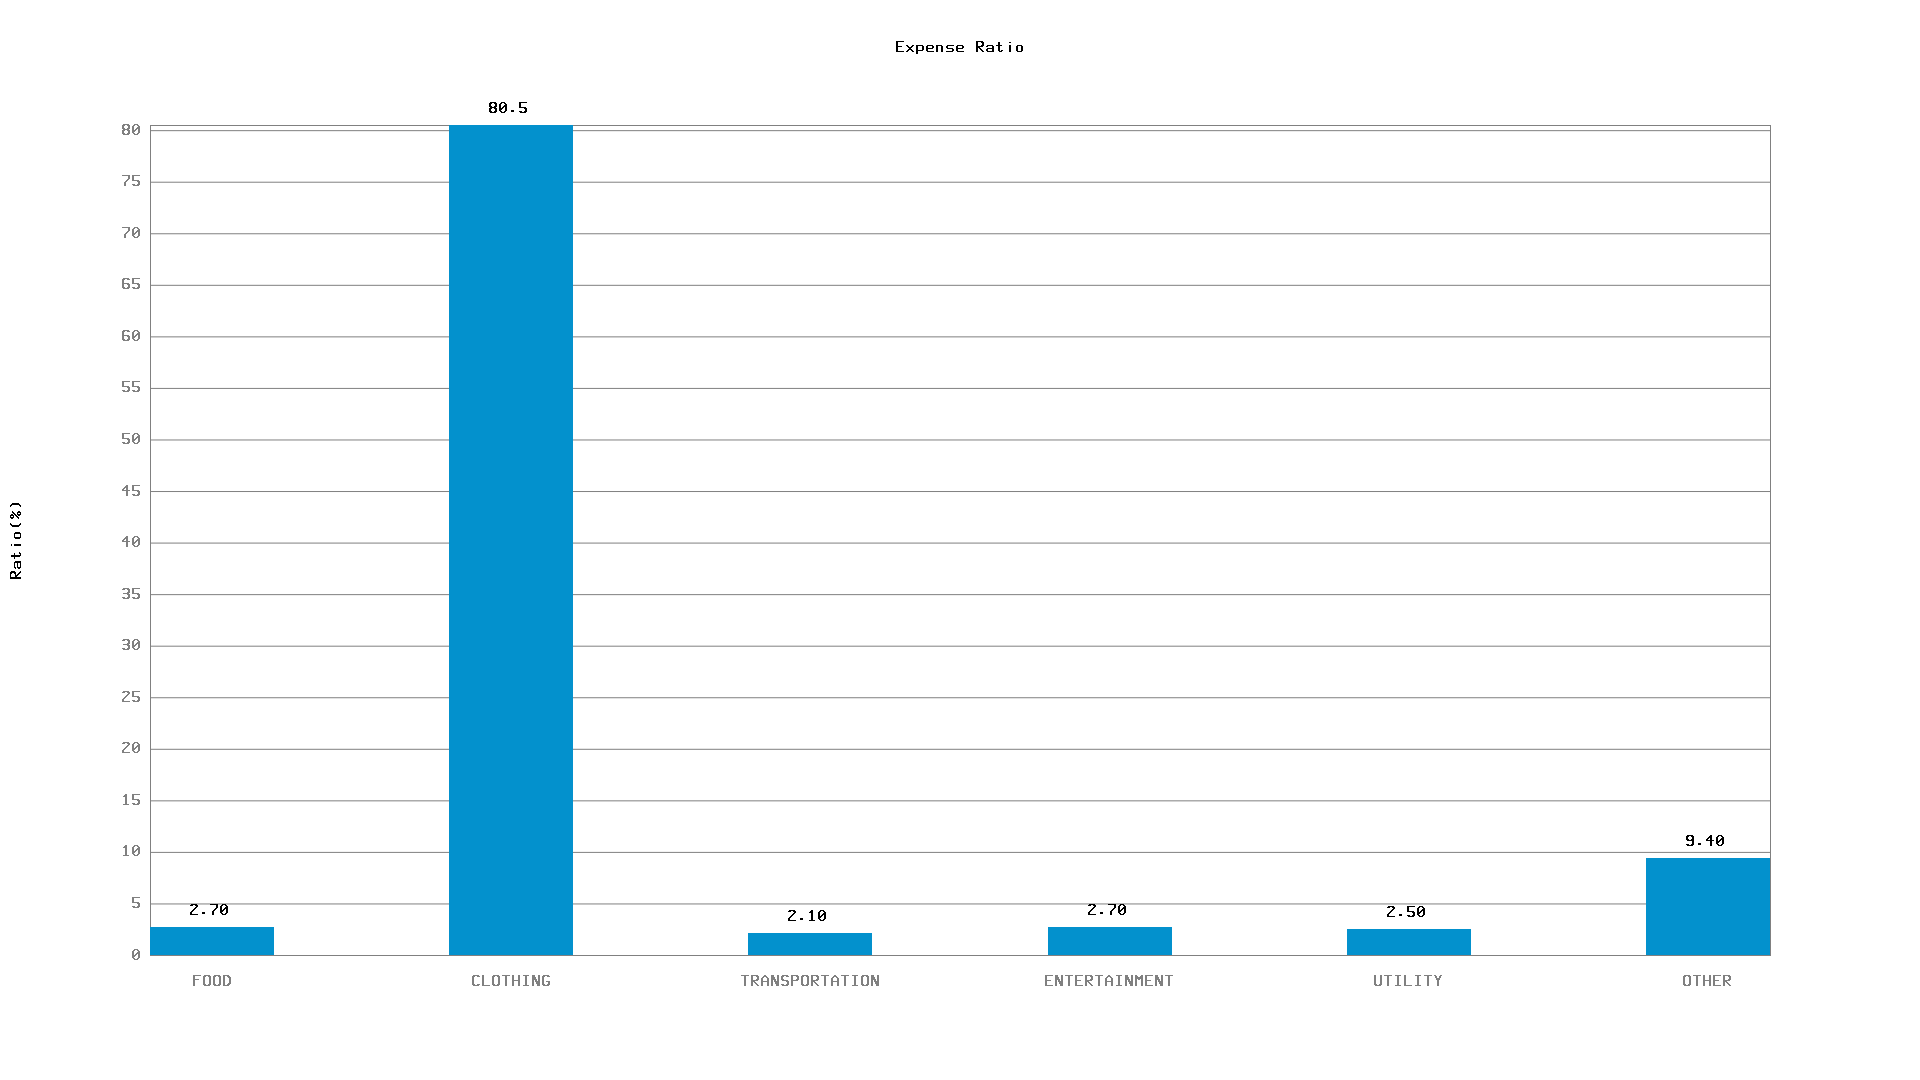 Expense Ratio
80.5
80
75
70
65
60
55
50
45
Ratio(%)
40
35
30
25
20
15
10
9.40
5
2.70
2.10
2.70
2.50
0
FOOD
CLOTHING
TRANSPORTATION
ENTERTAINMENT
UTILITY
OTHER